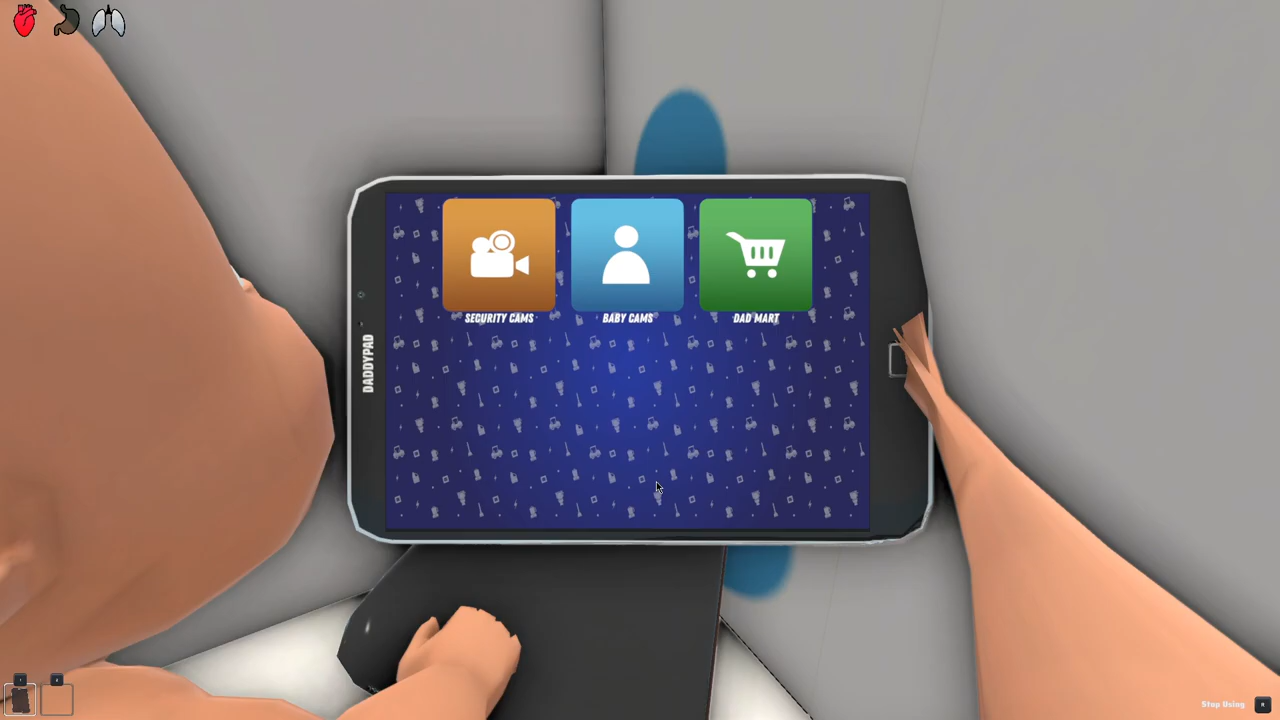 SECURITY CAMS
BABY CAMS
DAD MART
DADDYPAD
Stop Using